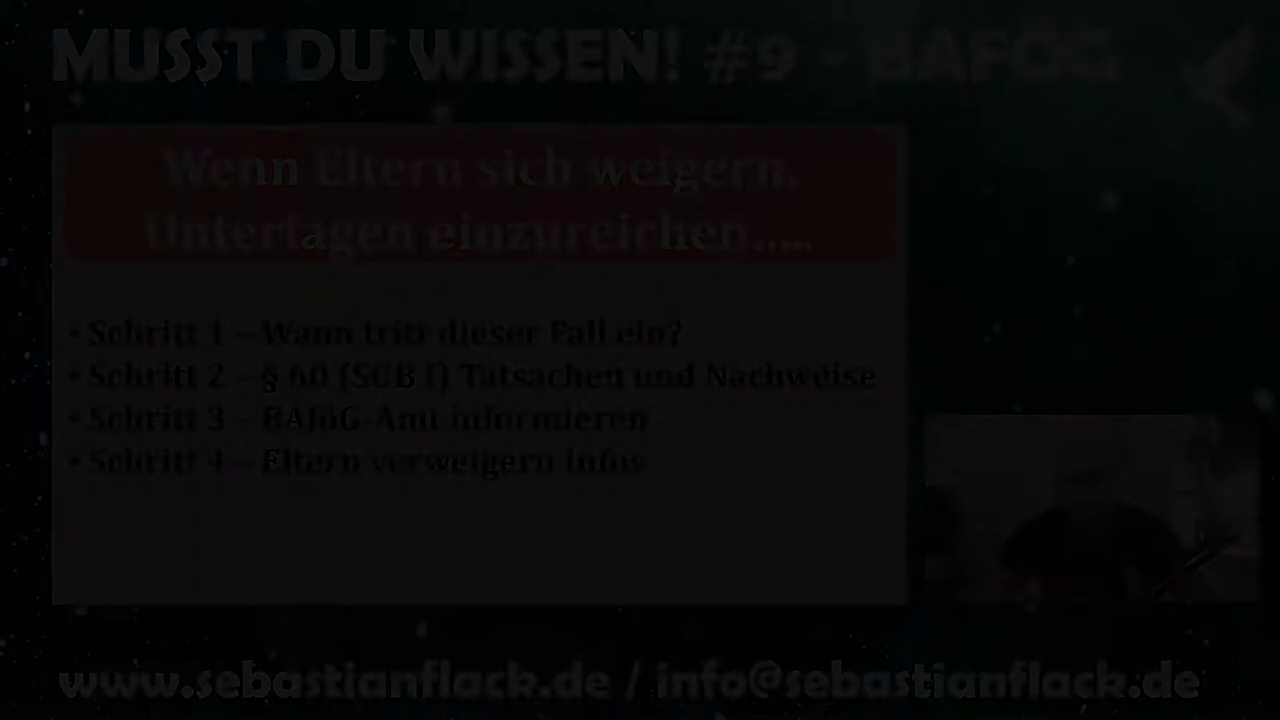 MUSST DU WISSEN! #9 - BAFÖG
Wenn Eltern sich weigern,
Unterlagen einzureichen.....
• Schritt 1 – Wann tritt dieser Fall ein?
• Schritt 2 – § 60 (SGB I) Tatsachen und Nachweise
• Schritt 3 – BAföG-Amt informieren
• Schritt 4 – Eltern verweigern Infos
www.sebastianflack.de / info@sebastianflack.de